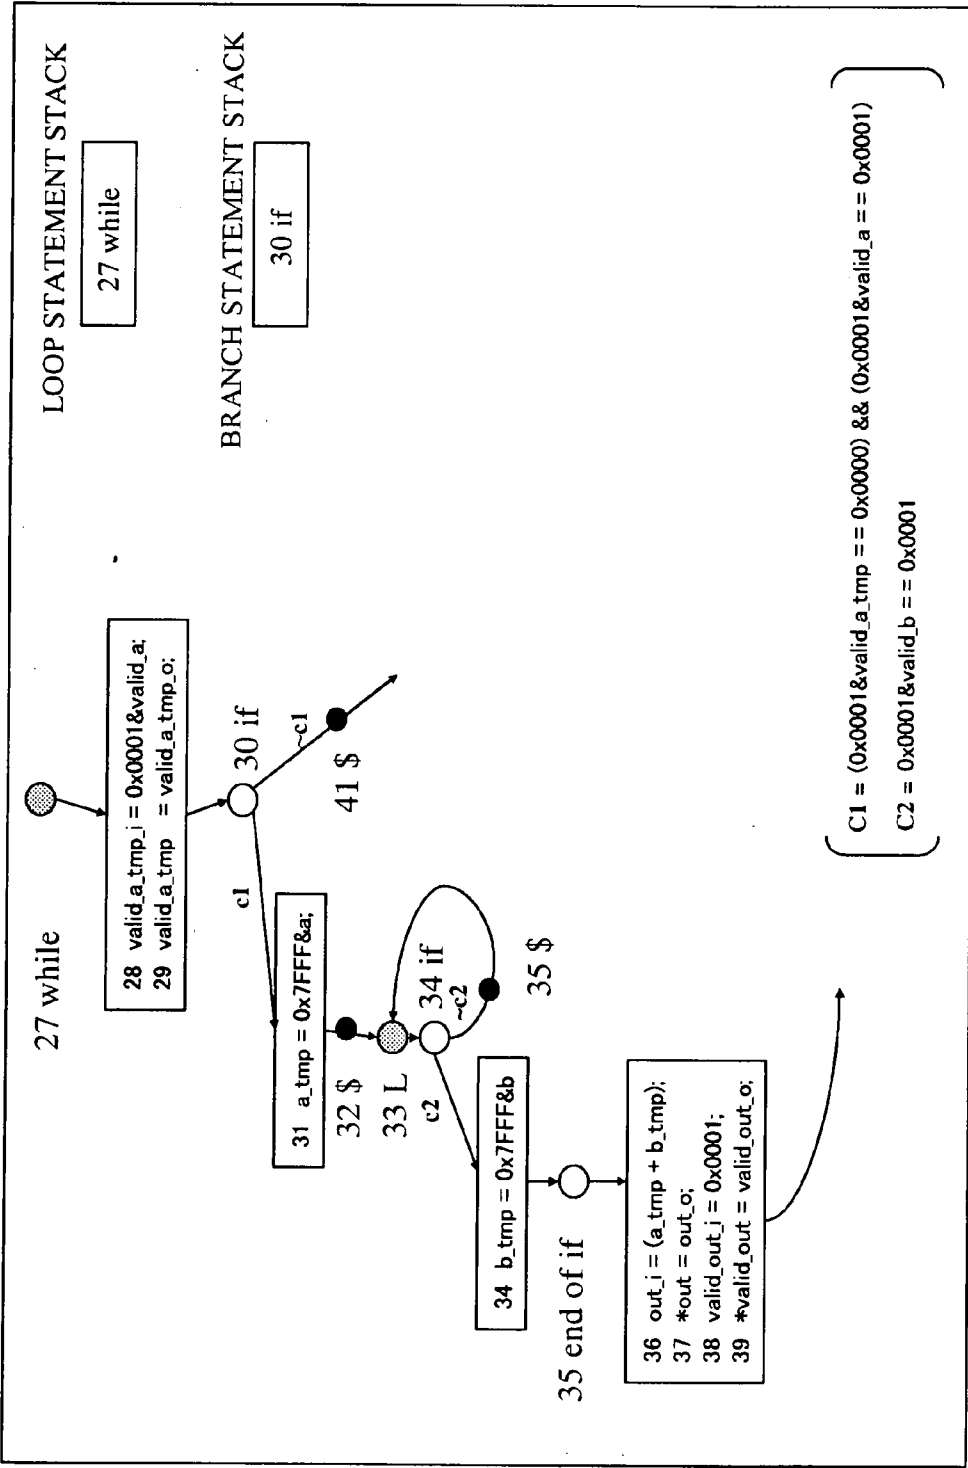 27 while
28 valid_a_tmp_i = 0x0001&valid_a;
29 valid_a_tmp = valid_a_tmp_o;
30 if
c1
~c1
41 $
31 a_tmp = 0x7FFF&a;
32 $
33 L
34 if
c2
~c2
35 $
34 b_tmp = 0x7FFF&b
35 end of if
36 out_i = (a_tmp + b_tmp);
37 *out = out_o;
38 valid_out_i = 0x0001;
39 *valid_out = valid_out_o;
LOOP STATEMENT STACK
27 while
BRANCH STATEMENT STACK
30 if
C1 = (0x0001&valid_a_tmp == 0x0000) && (0x0001&valid_a == 0x0001)
C2 = 0x0001&valid_b == 0x0001